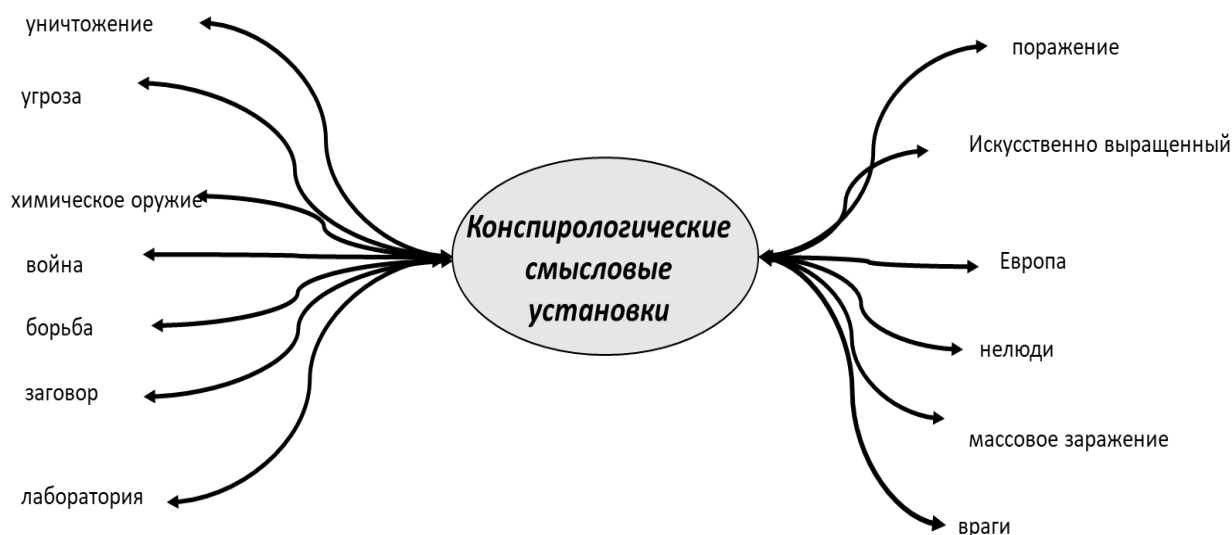 уничтожение
угроза
химическое оружие
война
борьба
заговор
лаборатория
Конспирологические
смысловые
установки
поражение
Искусственно выращенный
Европа
нелюди
массовое заражение
враги